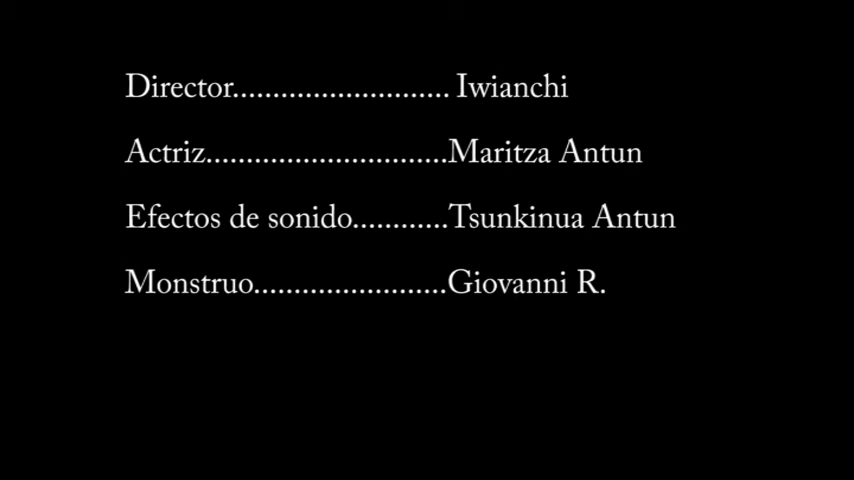 Director........................... Iwianchi
Actriz..............................Maritza Antun
Efectos de sonido............Tsunkinua Antun
Monstruo........................Giovanni R.